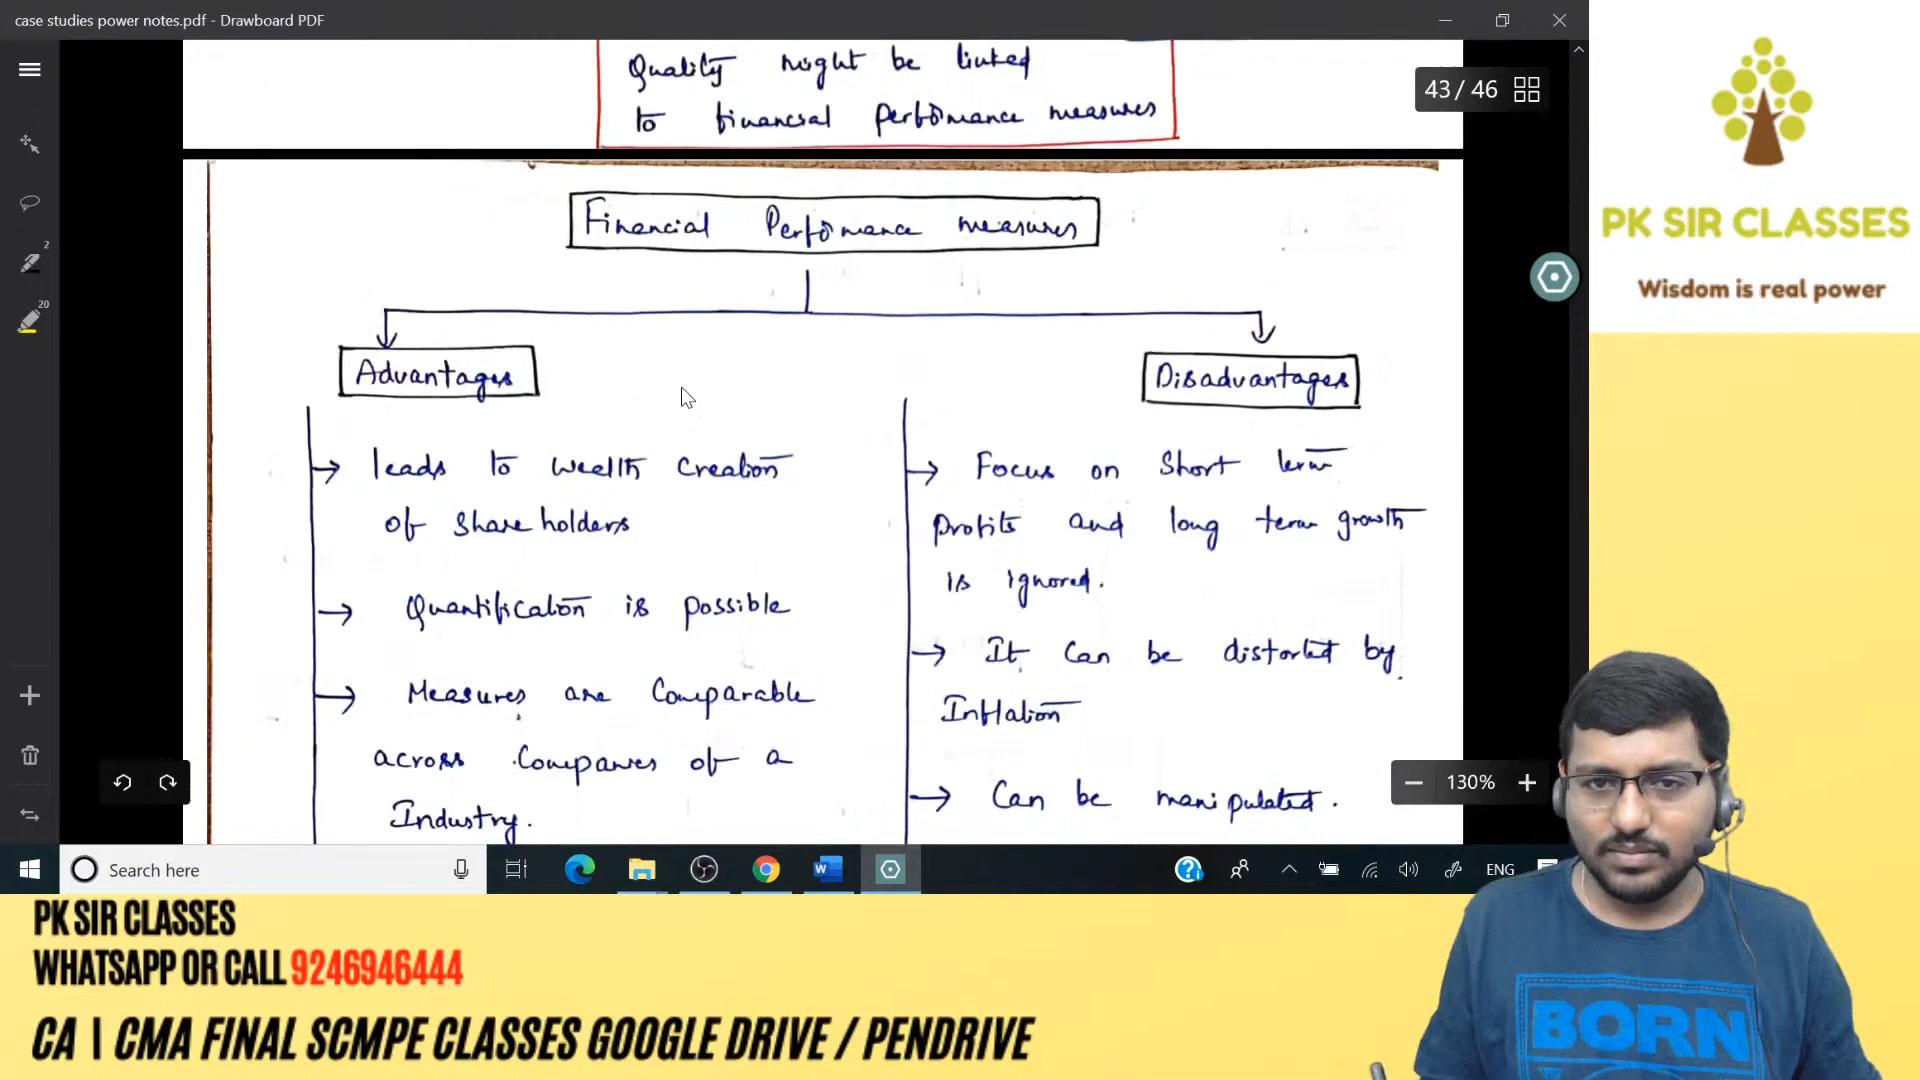 case studies power notes.pdf - Drawboard PDF
Quality might be linked
to financial performance measures
43 / 46
Financial Performance measures
Advantages
Disadvantages
leads to wealth creation
of shareholders
Quantification is possible
Measures are Comparable
across Companies of a
Industry.
Focus on Short term
profits and long term growth
is ignored.
It can be distorted by
Inflation
Can be manipulated.
2
20
130%
Search here
ENG
PK SIR CLASSES
Wisdom is real power
PK SIR CLASSES
WHATSAPP OR CALL 9246946444
CA \ CMA FINAL SCMPE CLASSES GOOGLE DRIVE / PENDRIVE
BORN